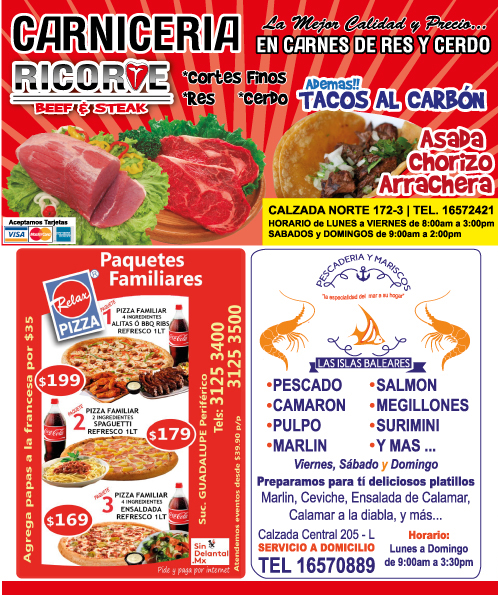 CARNICERIA
RICORTE
BEEF & STEAK
La Mejor Calidad y Precio...
EN CARNES DE RES Y CERDO
*Cortes Finos
*Res *Cerdo
Ademas!!
TACOS AL CARBÓN
Asada
Chorizo
Arrachera
Aceptamos Tarjetas
VISA MasterCard
CALZADA NORTE 172-3 | TEL. 16572421
HORARIO de LUNES a VIERNES de 8:00am a 3:00pm
SABADOS y DOMINGOS de 9:00am a 2:00pm
Paquetes
Familiares
Relax
PIZZA
PAQUETE
1
PIZZA FAMILIAR
4 INGREDIENTES
ALITAS Ó BBQ RIBS
REFRESCO 1LT
$199
PAQUETE
2
PIZZA FAMILIAR
2 INGREDIENTES
SPAGUETTI
REFRESCO 1LT
$179
PAQUETE
3
PIZZA FAMILIAR
4 INGREDIENTES
ENSALADADA
REFRESCO 1LT
$169
Agrega papas a la francesa por $35
Suc. GUADALUPE Periférico
Tels: 3125 3400
3125 3500
Atendemos eventos desde $39.90 p/p
Sin
Delantal
.Mx
Pide y paga por internet
PESCADERIA Y MARISCOS
"la especialidad del mar a su hogar"
LAS ISLAS BALEARES
•PESCADO •SALMON
•CAMARON •MEGILLONES
•PULPO •SURIMINI
•MARLIN •Y MAS ...
Viernes, Sábado y Domingo
Preparamos para tí deliciosos platillos
Marlin, Ceviche, Ensalada de Calamar,
Calamar a la diabla, y más...
Calzada Central 205 - L
SERVICIO A DOMICILIO
TEL 16570889
Horario:
Lunes a Domingo
de 9:00am a 3:30pm